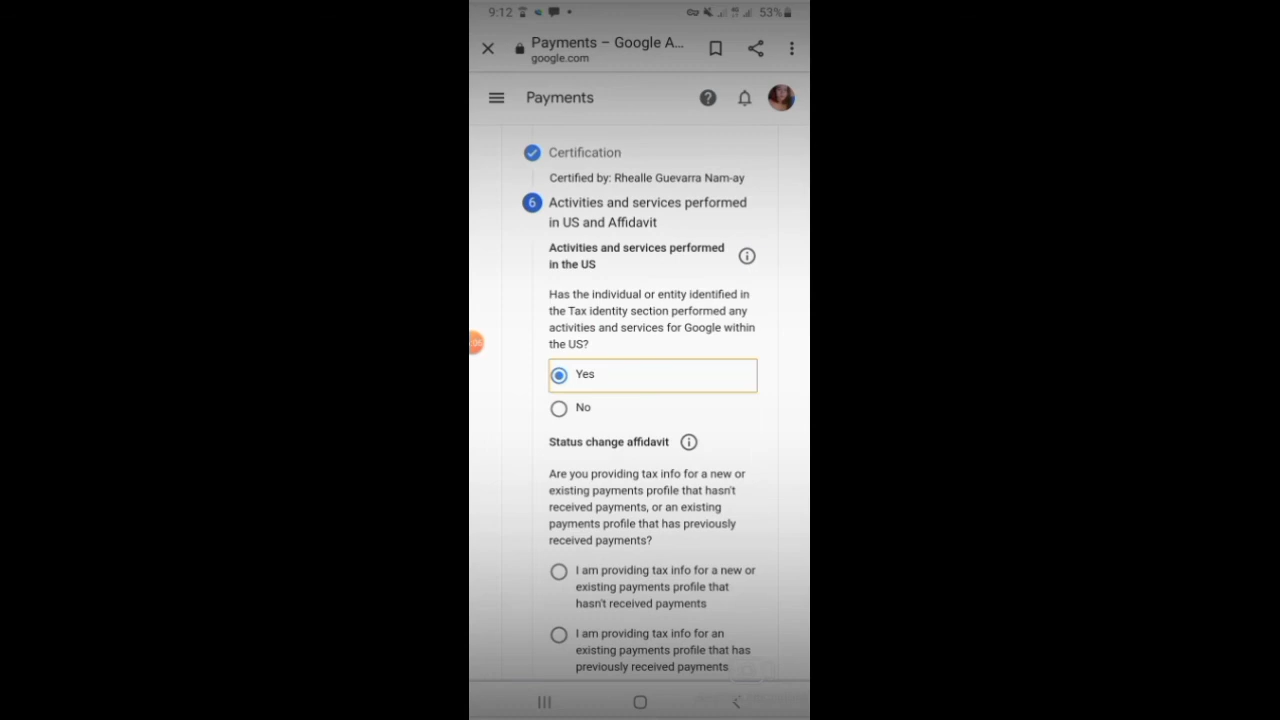 9:12
53%
Payments – Google A...
google.com
Payments
Certification
Certified by: Rhealle Guevarra Nam-ay
6 Activities and services performed
in US and Affidavit
Activities and services performed
in the US
Has the individual or entity identified in
the Tax identity section performed any
activities and services for Google within
the US?
Yes
No
Status change affidavit
Are you providing tax info for a new or
existing payments profile that hasn't
received payments, or an existing
payments profile that has previously
received payments?
I am providing tax info for a new or
existing payments profile that
hasn't received payments
I am providing tax info for an
existing payments profile that has
previously received payments